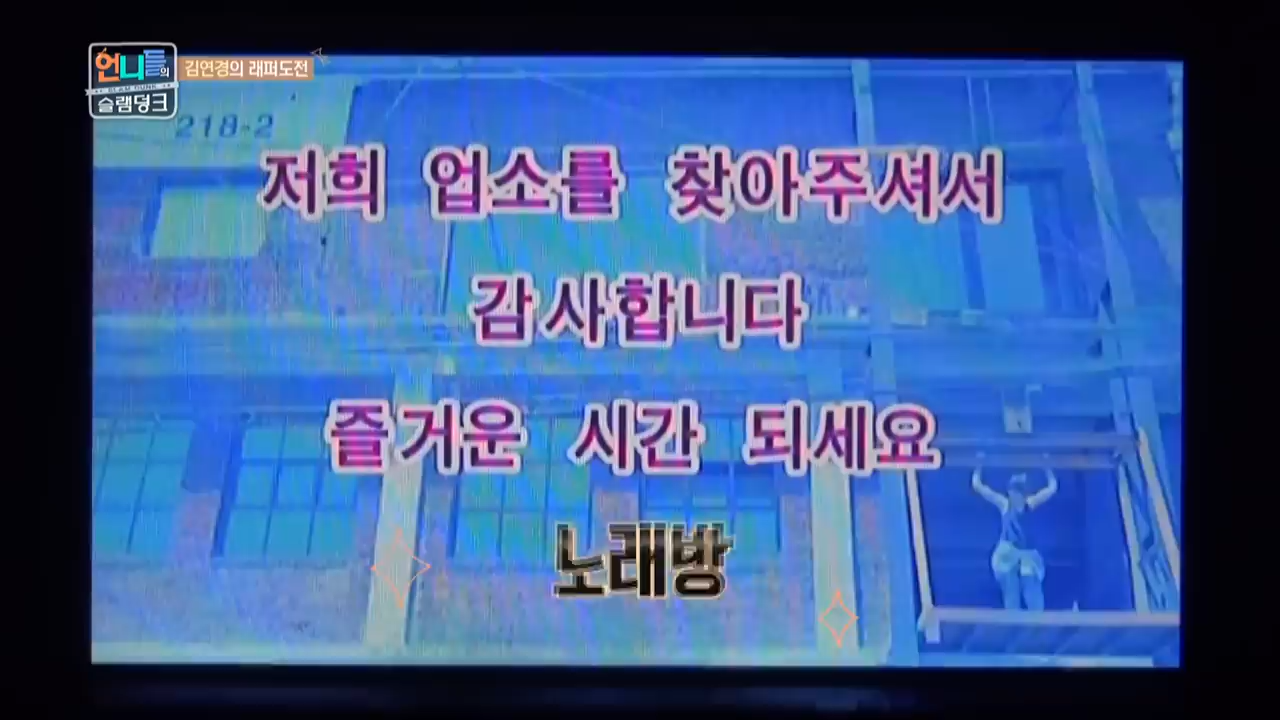 언니들의
슬램덩크
김연경의 래퍼도전
218-2
저희 업소를 찾아주셔서
감사합니다
즐거운 시간 되세요
노래방